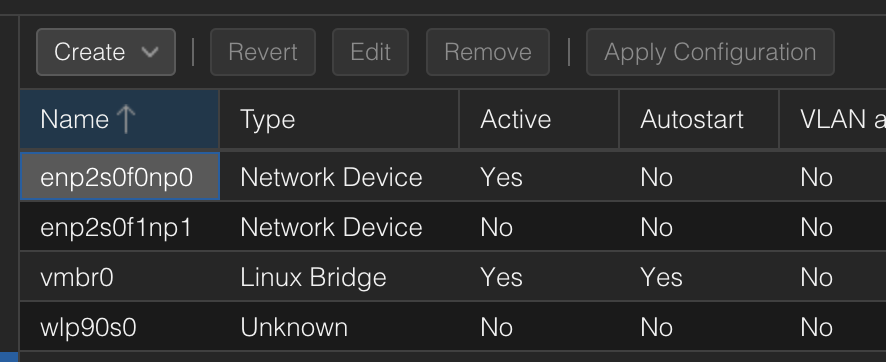 Create Revert Edit Remove Apply Configuration
Name Type Active Autostart VLAN a
enp2s0f0np0 Network Device Yes No No
enp2s0f1np1 Network Device No No No
vmbr0 Linux Bridge Yes Yes No
wlp90s0 Unknown No No No